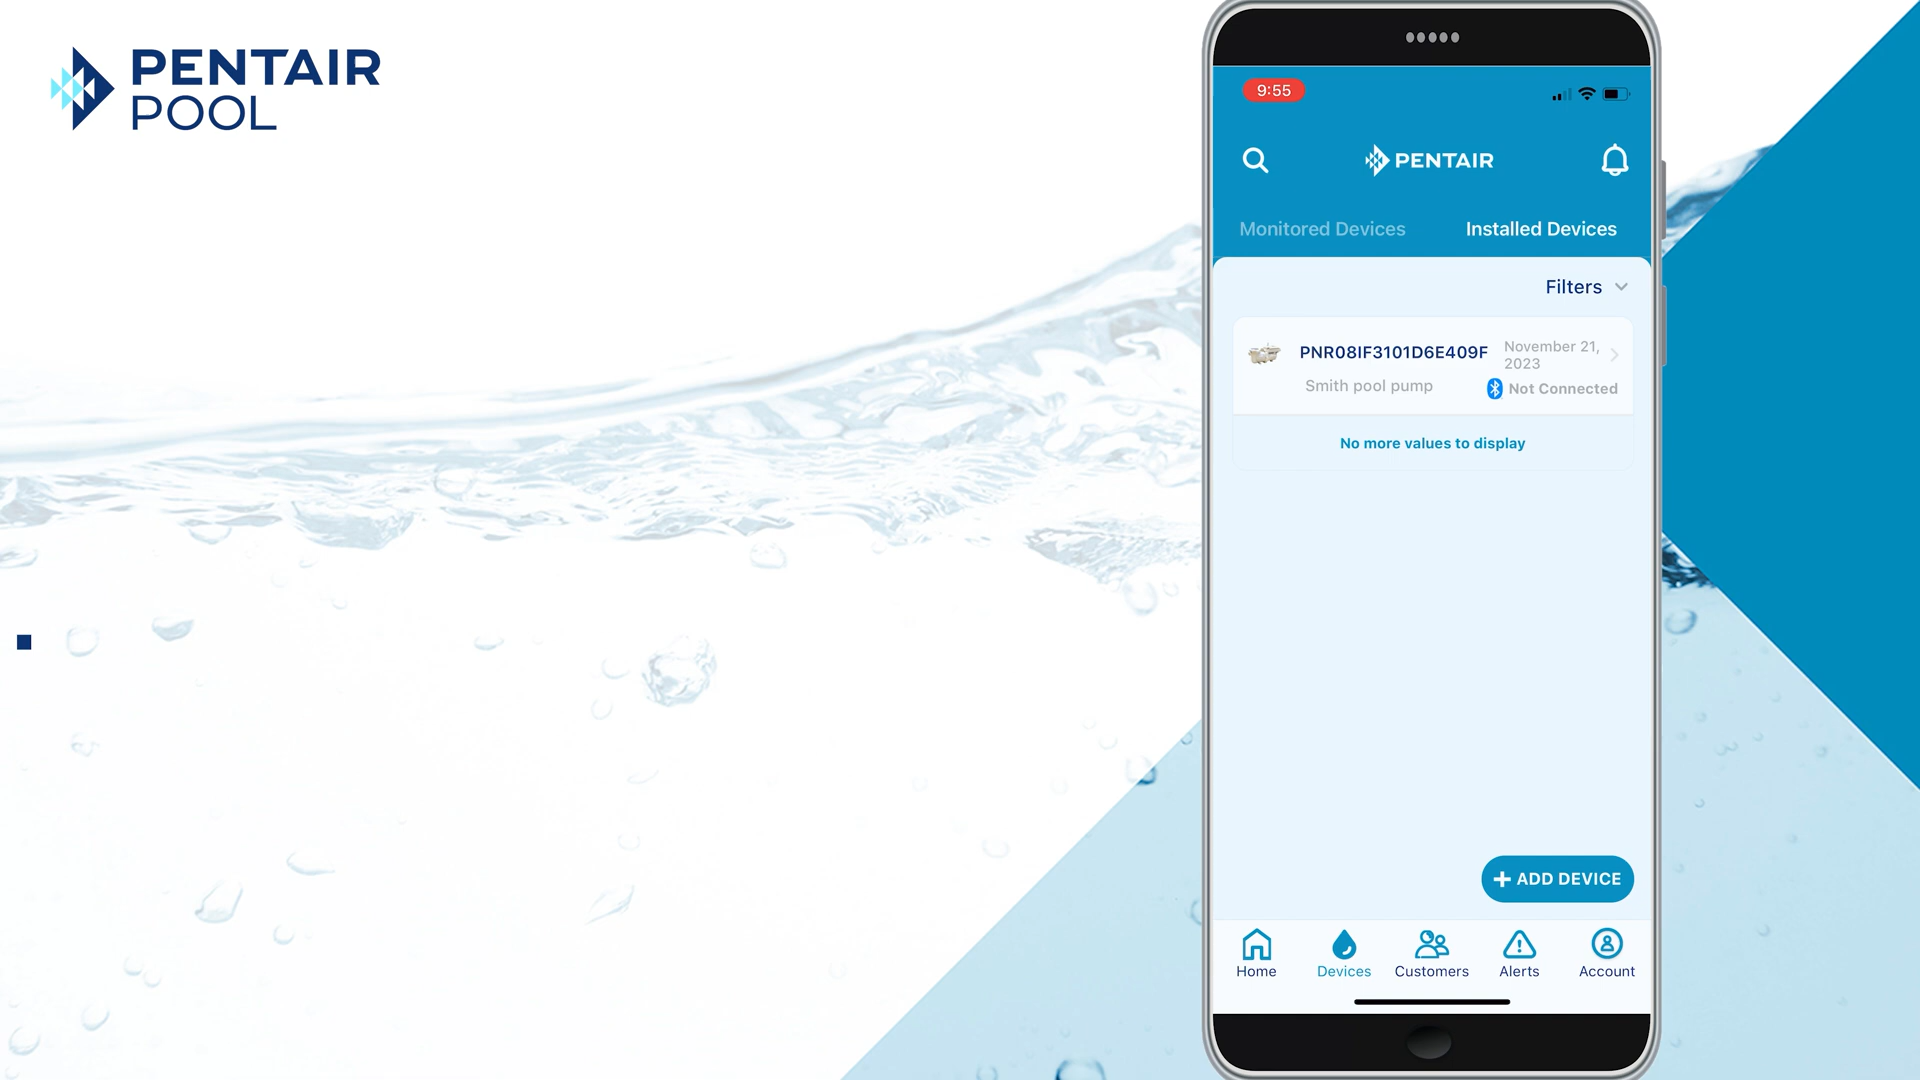 PENTAIR
POOL
9:55
PENTAIR
Monitored Devices Installed Devices
Filters
PNR08IF3101D6E409F November 21,
2023
Smith pool pump Not Connected
No more values to display
+ ADD DEVICE
Home Devices Customers Alerts Account